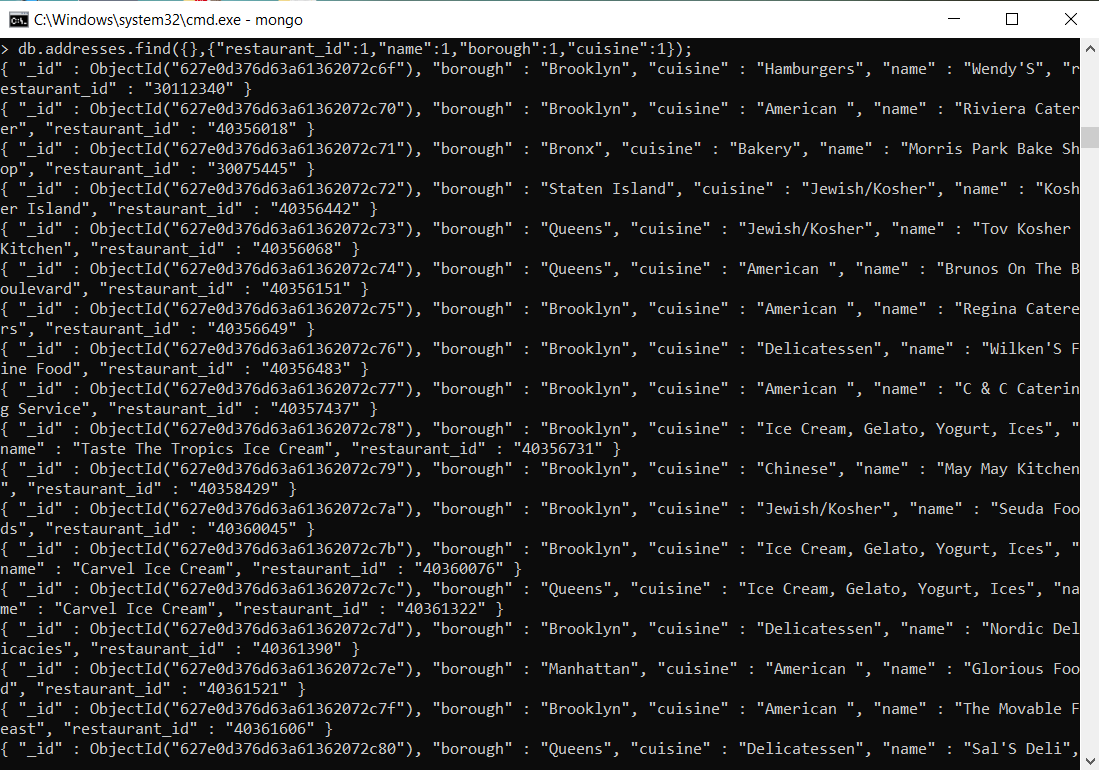 C:\Windows\system32\cmd.exe - mongo
> db.addresses.find({},{"restaurant_id":1,"name":1,"borough":1,"cuisine":1});
{ "_id" : ObjectId("627e0d376d63a61362072c6f"), "borough" : "Brooklyn", "cuisine" : "Hamburgers", "name" : "Wendy'S", "r
estaurant_id" : "30112340" }
{ "_id" : ObjectId("627e0d376d63a61362072c70"), "borough" : "Brooklyn", "cuisine" : "American ", "name" : "Riviera Cater
er", "restaurant_id" : "40356018" }
{ "_id" : ObjectId("627e0d376d63a61362072c71"), "borough" : "Bronx", "cuisine" : "Bakery", "name" : "Morris Park Bake Sh
op", "restaurant_id" : "30075445" }
{ "_id" : ObjectId("627e0d376d63a61362072c72"), "borough" : "Staten Island", "cuisine" : "Jewish/Kosher", "name" : "Kosh
er Island", "restaurant_id" : "40356442" }
{ "_id" : ObjectId("627e0d376d63a61362072c73"), "borough" : "Queens", "cuisine" : "Jewish/Kosher", "name" : "Tov Kosher
Kitchen", "restaurant_id" : "40356068" }
{ "_id" : ObjectId("627e0d376d63a61362072c74"), "borough" : "Queens", "cuisine" : "American ", "name" : "Brunos On The B
oulevard", "restaurant_id" : "40356151" }
{ "_id" : ObjectId("627e0d376d63a61362072c75"), "borough" : "Brooklyn", "cuisine" : "American ", "name" : "Regina Catere
rs", "restaurant_id" : "40356649" }
{ "_id" : ObjectId("627e0d376d63a61362072c76"), "borough" : "Brooklyn", "cuisine" : "Delicatessen", "name" : "Wilken'S F
ine Food", "restaurant_id" : "40356483" }
{ "_id" : ObjectId("627e0d376d63a61362072c77"), "borough" : "Brooklyn", "cuisine" : "American ", "name" : "C & C Caterin
g Service", "restaurant_id" : "40357437" }
{ "_id" : ObjectId("627e0d376d63a61362072c78"), "borough" : "Brooklyn", "cuisine" : "Ice Cream, Gelato, Yogurt, Ices", "
name" : "Taste The Tropics Ice Cream", "restaurant_id" : "40356731" }
{ "_id" : ObjectId("627e0d376d63a61362072c79"), "borough" : "Brooklyn", "cuisine" : "Chinese", "name" : "May May Kitchen
", "restaurant_id" : "40358429" }
{ "_id" : ObjectId("627e0d376d63a61362072c7a"), "borough" : "Brooklyn", "cuisine" : "Jewish/Kosher", "name" : "Seuda Foo
ds", "restaurant_id" : "40360045" }
{ "_id" : ObjectId("627e0d376d63a61362072c7b"), "borough" : "Brooklyn", "cuisine" : "Ice Cream, Gelato, Yogurt, Ices", "
name" : "Carvel Ice Cream", "restaurant_id" : "40360076" }
{ "_id" : ObjectId("627e0d376d63a61362072c7c"), "borough" : "Queens", "cuisine" : "Ice Cream, Gelato, Yogurt, Ices", "na
me" : "Carvel Ice Cream", "restaurant_id" : "40361322" }
{ "_id" : ObjectId("627e0d376d63a61362072c7d"), "borough" : "Brooklyn", "cuisine" : "Delicatessen", "name" : "Nordic Del
icacies", "restaurant_id" : "40361390" }
{ "_id" : ObjectId("627e0d376d63a61362072c7e"), "borough" : "Manhattan", "cuisine" : "American ", "name" : "Glorious Foo
d", "restaurant_id" : "40361521" }
{ "_id" : ObjectId("627e0d376d63a61362072c7f"), "borough" : "Brooklyn", "cuisine" : "American ", "name" : "The Movable F
east", "restaurant_id" : "40361606" }
{ "_id" : ObjectId("627e0d376d63a61362072c80"), "borough" : "Queens", "cuisine" : "Delicatessen", "name" : "Sal'S Deli",